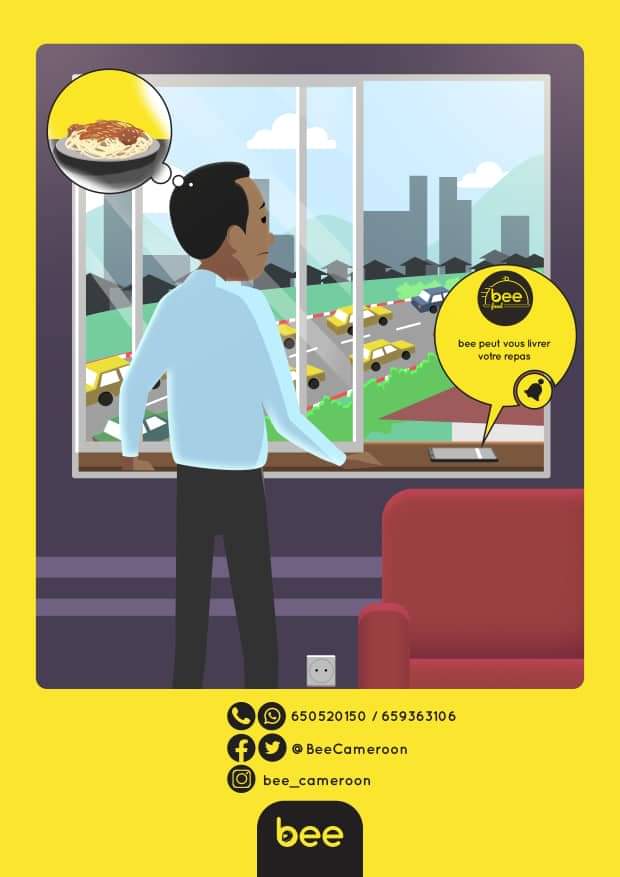 bee
food
bee peut vous livrer
votre repas
650520150 / 659363106
@BeeCameroon
bee_cameroon
bee